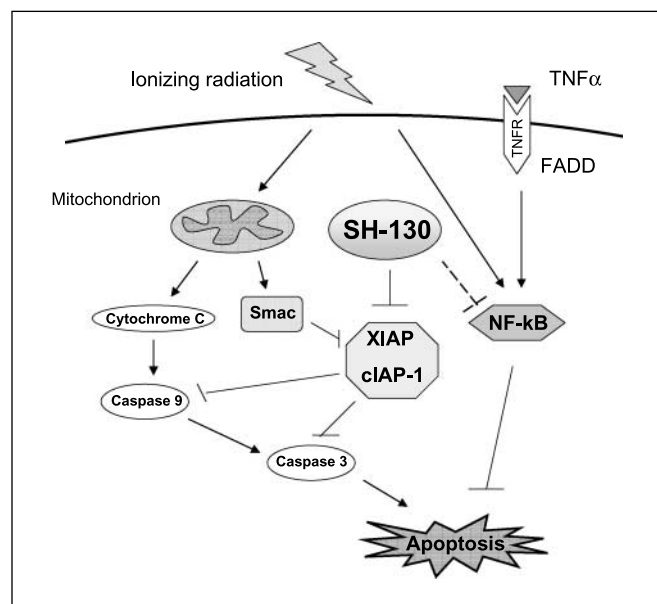 Ionizing radiation
TNFα
TNFR
FADD
Mitochondrion
SH-130
Cytochrome C
Smac
NF-kB
XIAP
cIAP-1
Caspase 9
Caspase 3
Apoptosis